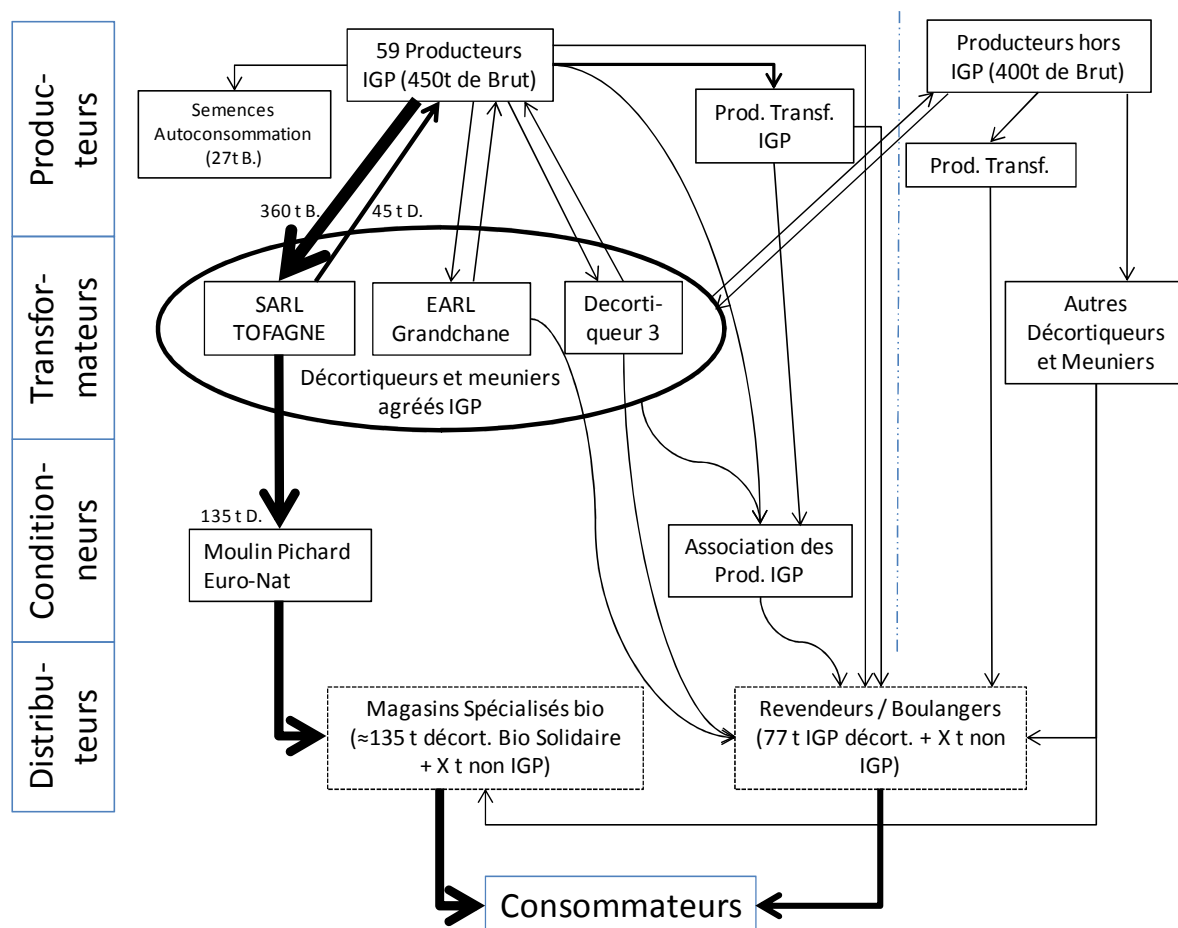 Produc-
teurs
59 Producteurs
IGP (450t de Brut)
Producteurs hors
IGP (400t de Brut)
Semences
Autoconsommation
(27t B.)
Prod. Transf.
IGP
Prod. Transf.
360 t B.
45 t D.
Transfor-
mateurs
SARL
TOFAGNE
EARL
Grandchane
Decorti-
queur 3
Décortiqueurs et meuniers
agréés IGP
Autres
Décortiqueurs
et Meuniers
Condition-
neurs
135 t D.
Moulin Pichard
Euro-Nat
Association des
Prod. IGP
Distribu-
teurs
Magasins Spécialisés bio
(≈135 t décort. Bio Solidaire
+ X t non IGP)
Revendeurs / Boulangers
(77 t IGP décort. + X t non
IGP)
Consommateurs